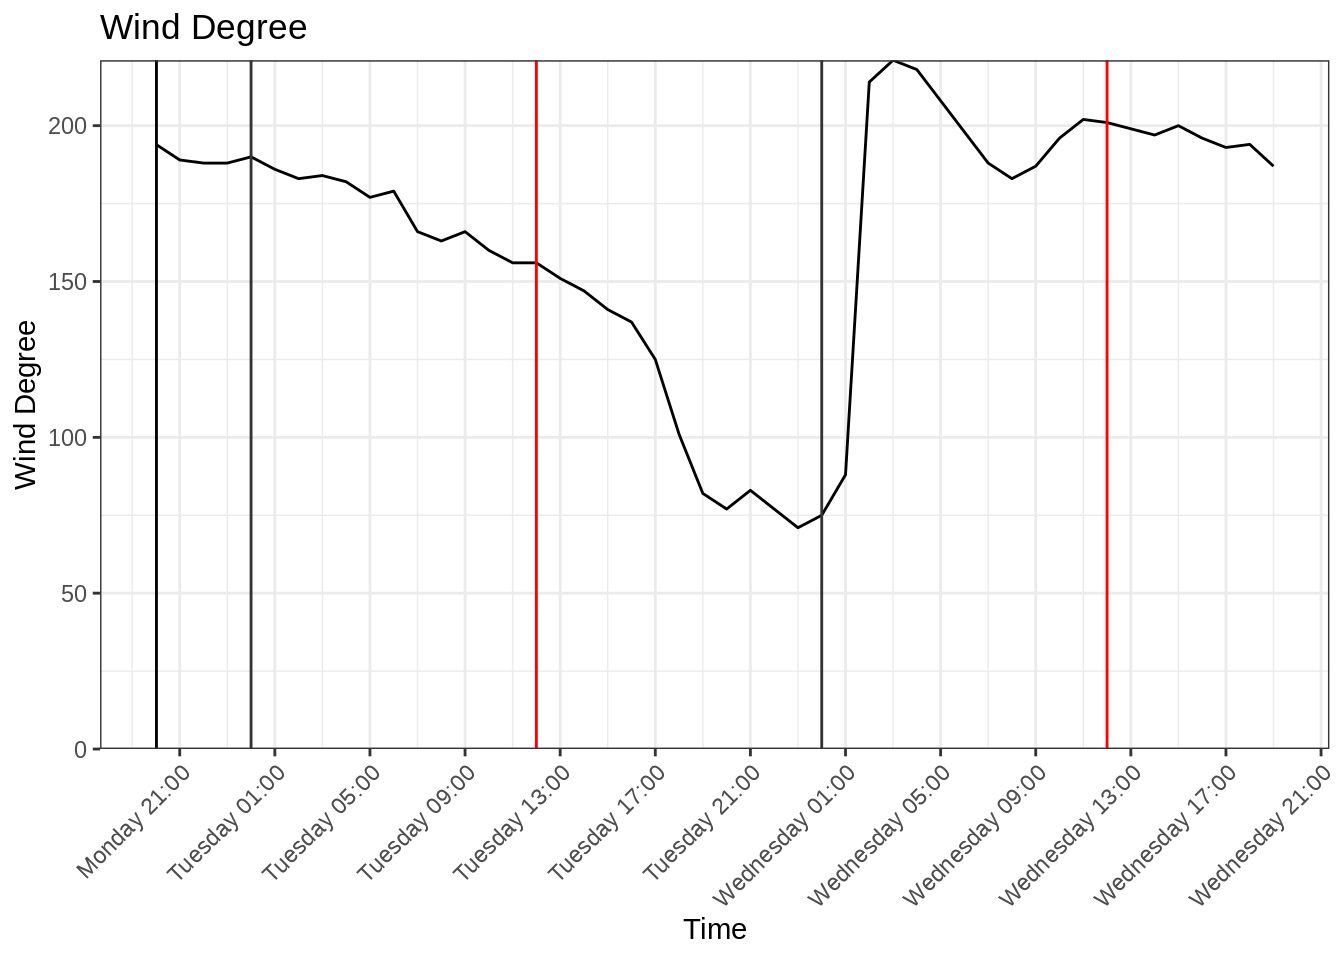 Wind Degree
Wind Degree
200
150
100
50
0
Monday 21:00
Tuesday 01:00
Tuesday 05:00
Tuesday 09:00
Tuesday 13:00
Tuesday 17:00
Tuesday 21:00
Wednesday 01:00
Wednesday 05:00
Wednesday 09:00
Wednesday 13:00
Wednesday 17:00
Wednesday 21:00
Time